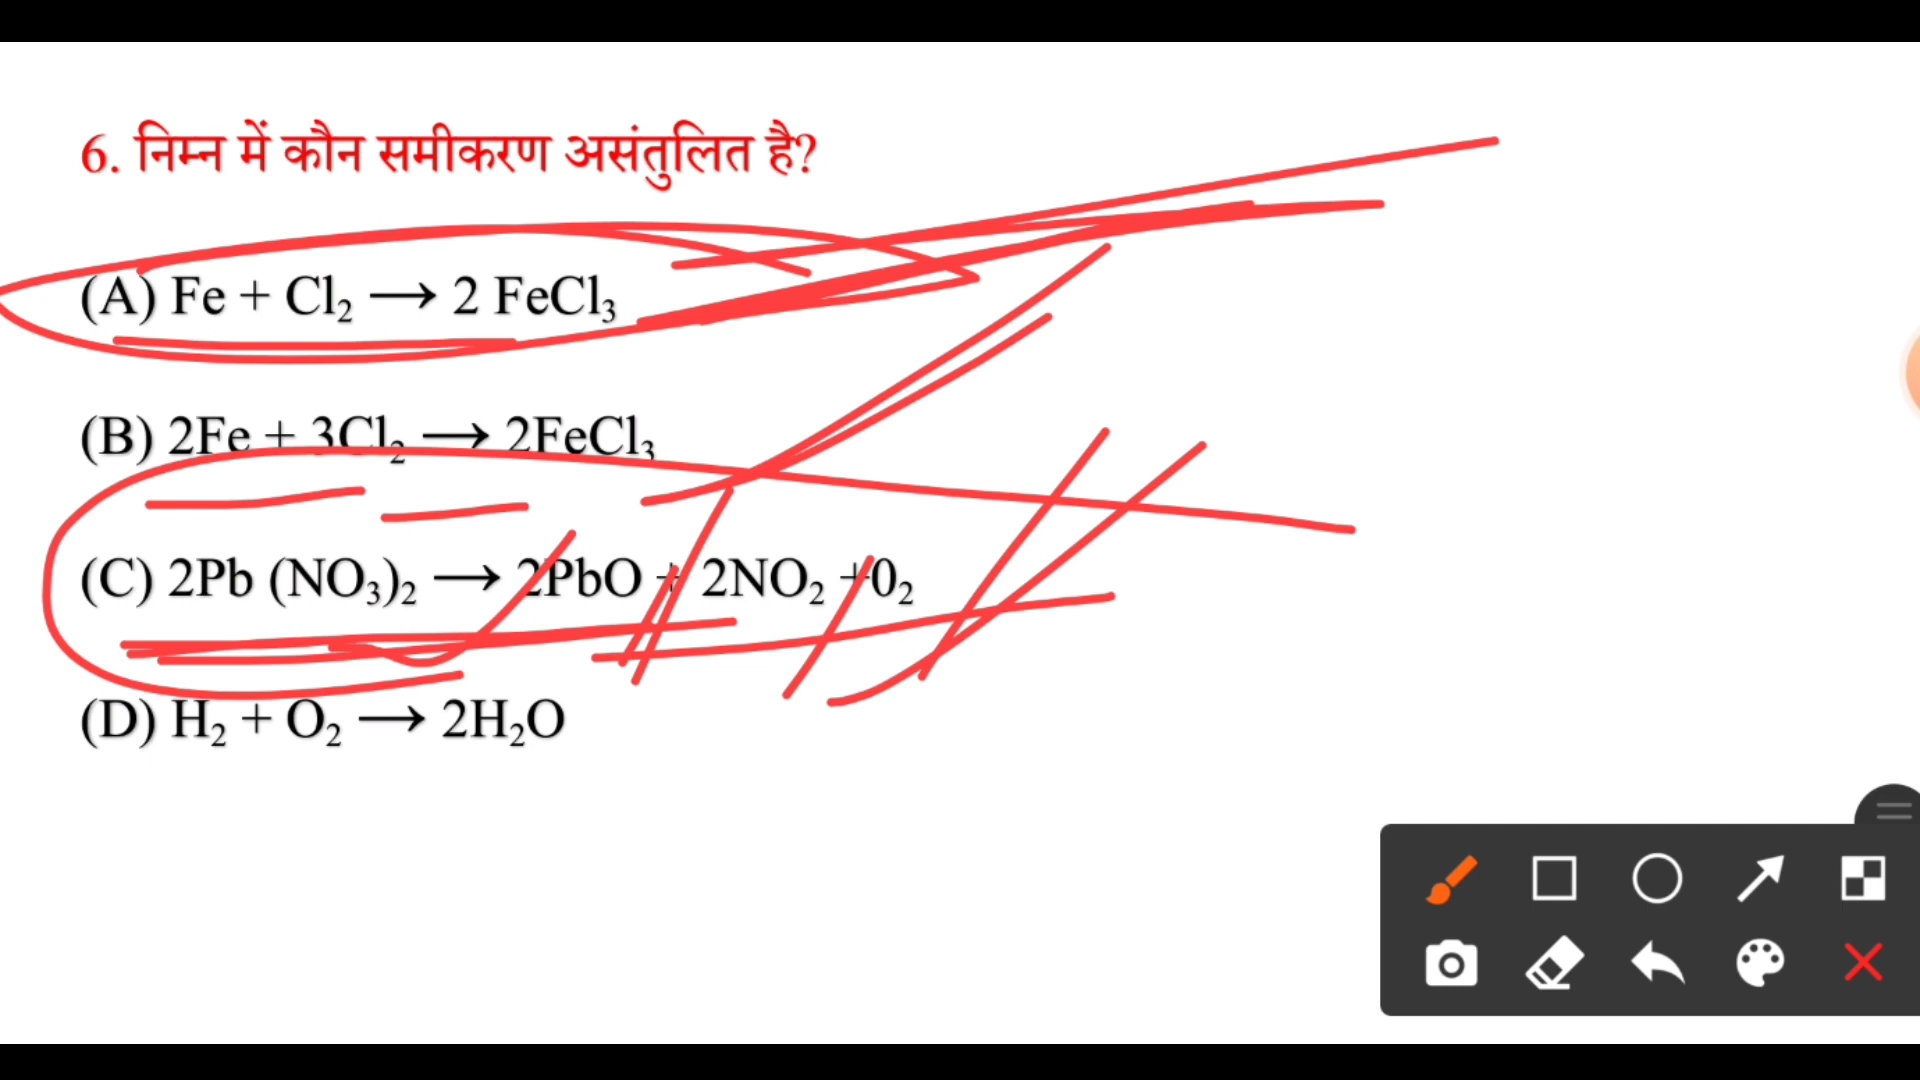 6. निम्न में कौन समीकरण असंतुलित है?
(A) Fe + Cl₂ ⟶ 2 FeCl₃
(B) 2Fe + 3Cl₂ ⟶ 2FeCl₃
(C) 2Pb (NO₃)₂ ⟶ 2PbO + 2NO₂ +0₂
(D) H₂ + O₂ ⟶ 2H₂O